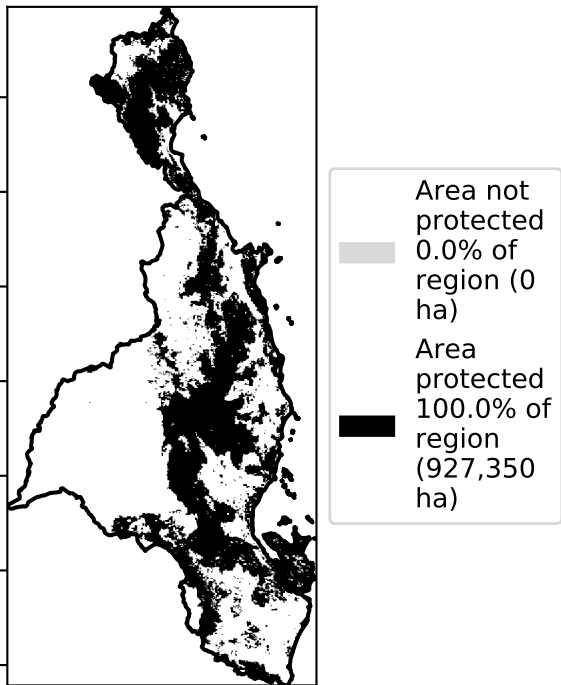 Area not
protected
0.0% of
region (0
ha)
Area
protected
100.0% of
region
(927,350
ha)